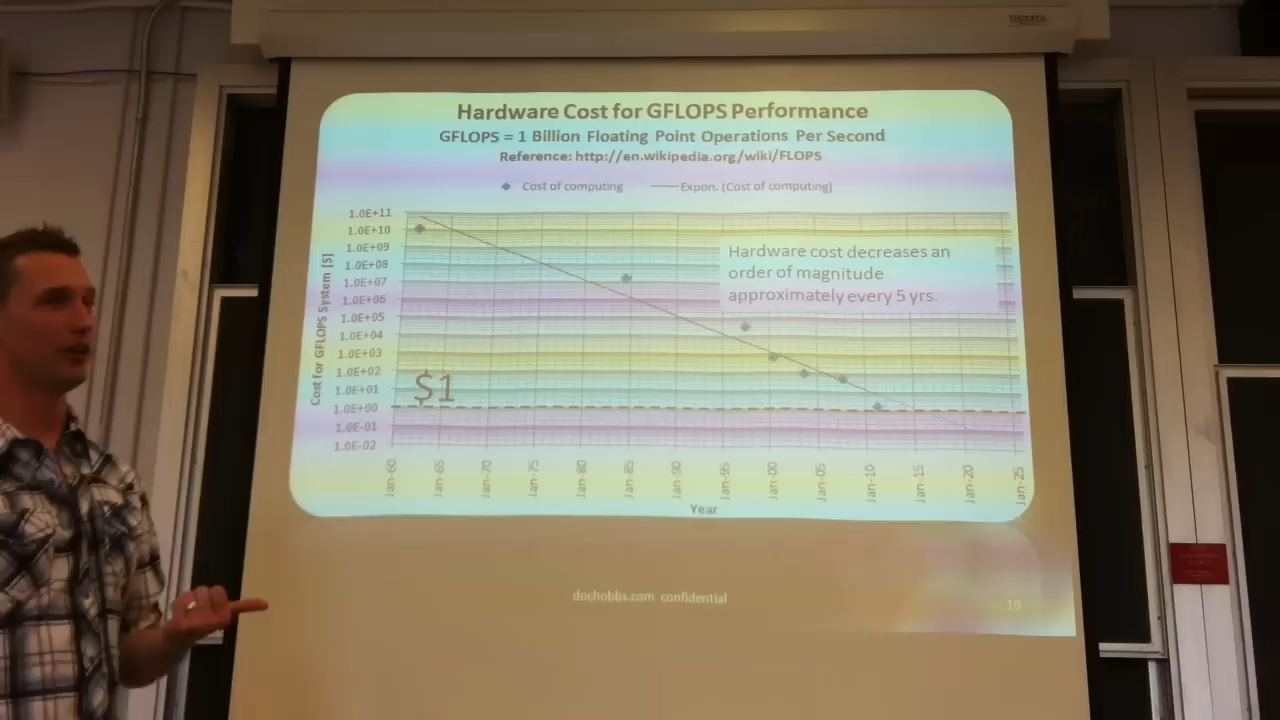 Hardware Cost for GFLOPS Performance
GFLOPS = 1 Billion Floating Point Operations Per Second
Reference: http://en.wikipedia.org/wiki/FLOPS
Cost of computing
Expon. (Cost of computing)
Cost for GFLOPS System [$]
1.0E+11
1.0E+10
1.0E+09
1.0E+08
1.0E+07
1.0E+06
1.0E+05
1.0E+04
1.0E+03
1.0E+02
1.0E+01
1.0E+00
1.0E-01
1.0E-02
Hardware cost decreases an
order of magnitude
approximately every 5 yrs.
$1
Jan-60
Jan-65
Jan-70
Jan-75
Jan-80
Jan-85
Jan-90
Jan-95
Jan-00
Jan-05
Jan-10
Jan-15
Jan-20
Jan-25
Year
dochobbs.com confidential
19